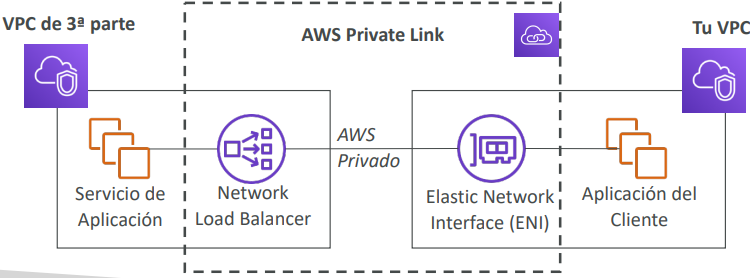 VPC de 3ª parte
AWS Private Link
Tu VPC
AWS
Privado
Servicio de
Aplicación
Network
Load Balancer
Elastic Network
Interface (ENI)
Aplicación del
Cliente